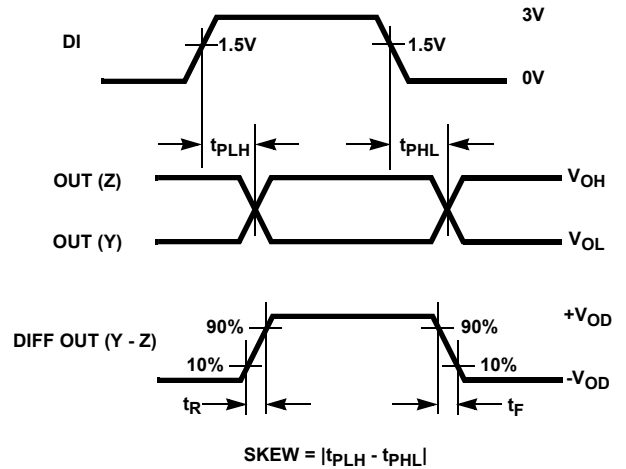 3V
DI
1.5V
1.5V
0V
tPLH
tPHL
OUT (Z)
VOH
OUT (Y)
VOL
+VOD
90%
90%
DIFF OUT (Y - Z)
10%
10%
-VOD
tR
tF
SKEW = |tPLH - tPHL|